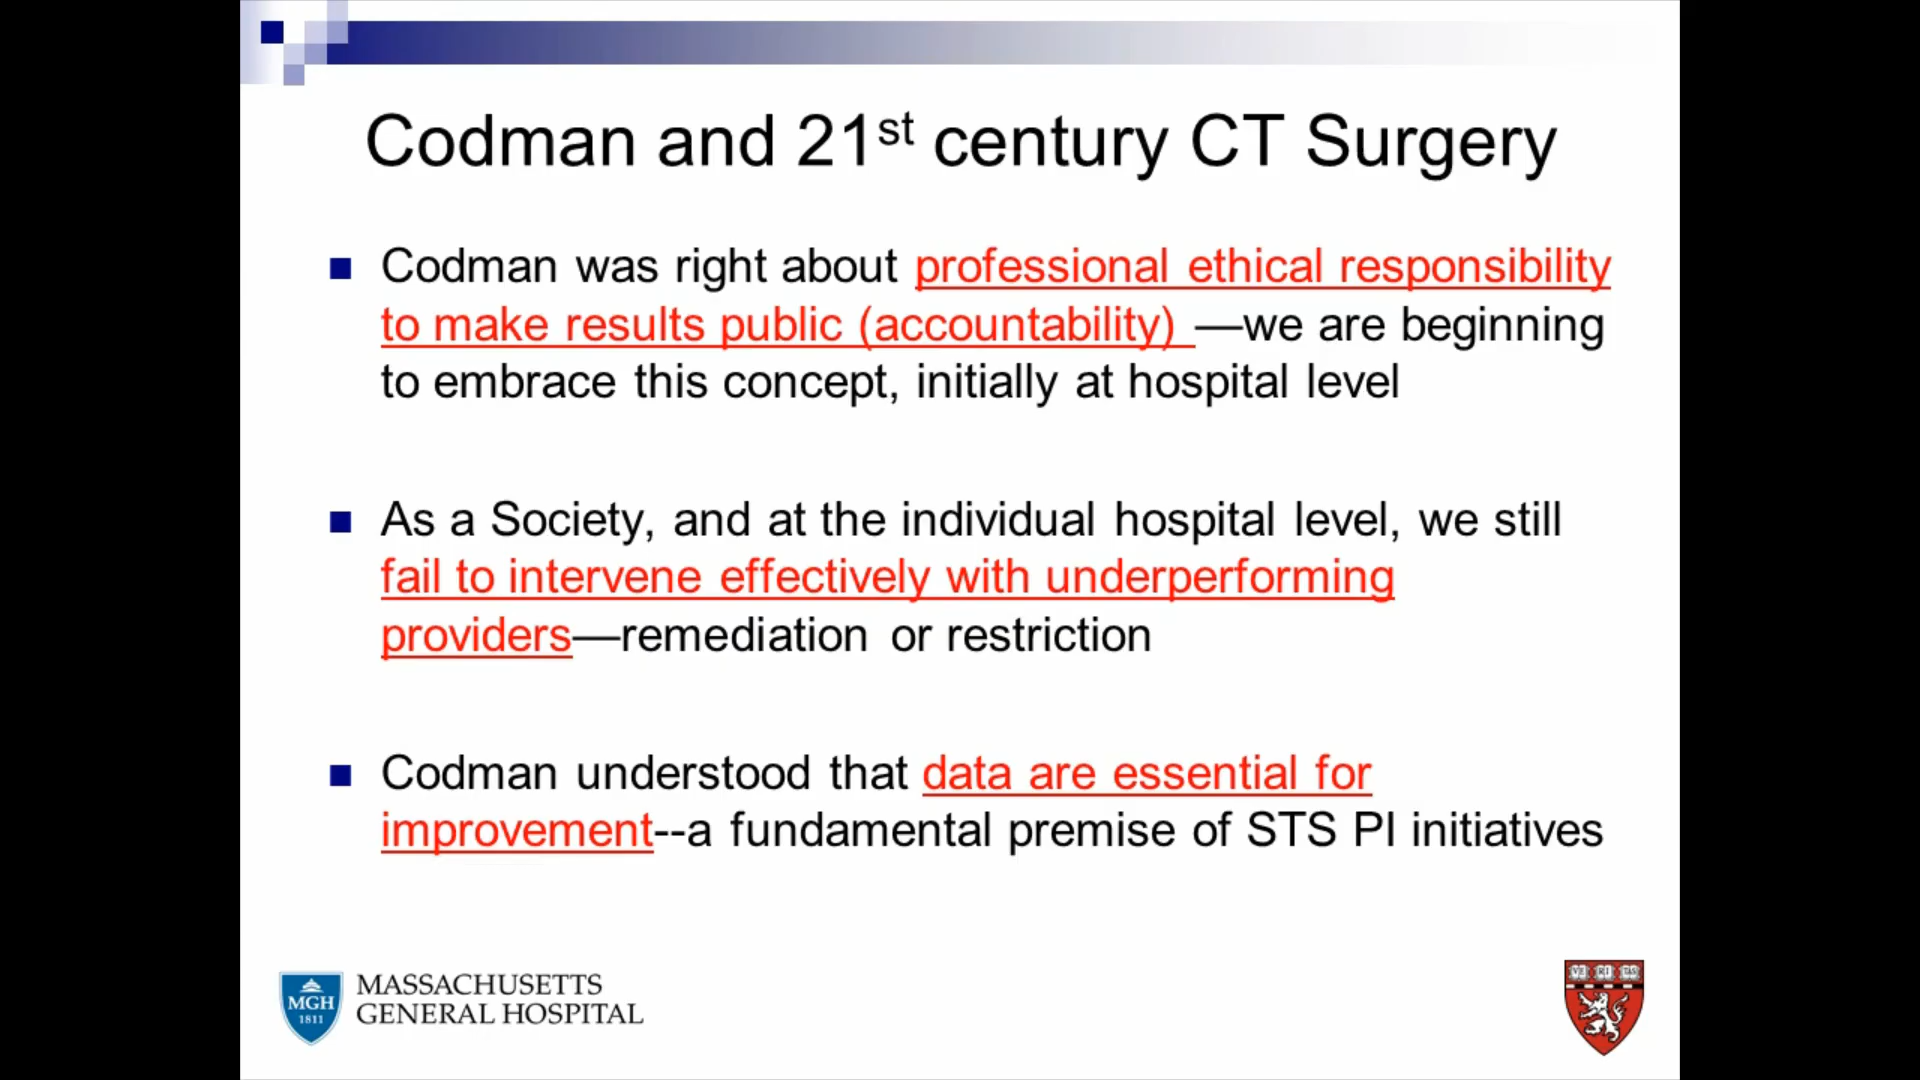 Codman and 21st century CT Surgery
Codman was right about professional ethical responsibility
to make results public (accountability) —we are beginning
to embrace this concept, initially at hospital level
As a Society, and at the individual hospital level, we still
fail to intervene effectively with underperforming
providers—remediation or restriction
Codman understood that data are essential for
improvement--a fundamental premise of STS PI initiatives
MGH
1811
MASSACHUSETTS
GENERAL HOSPITAL
VE RI TAS